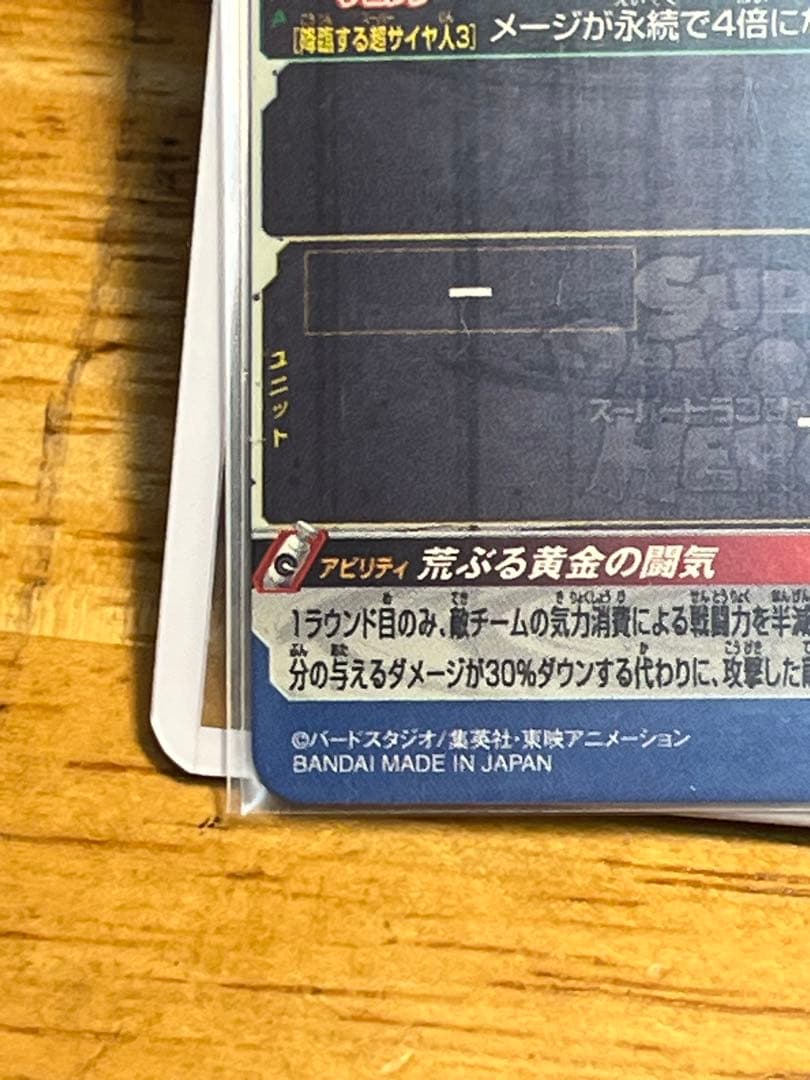 [降臨する超サイヤ人3] メージが永続で4倍に
ー
ユニット
アビリティ 荒ぶる黄金の闘気
1ラウンド目のみ、敵チームの気力消費による戦闘力を半減
分の与えるダメージが30%ダウンする代わりに、攻撃した
©バードスタジオ/集英社・東映アニメーション
BANDAI MADE IN JAPAN